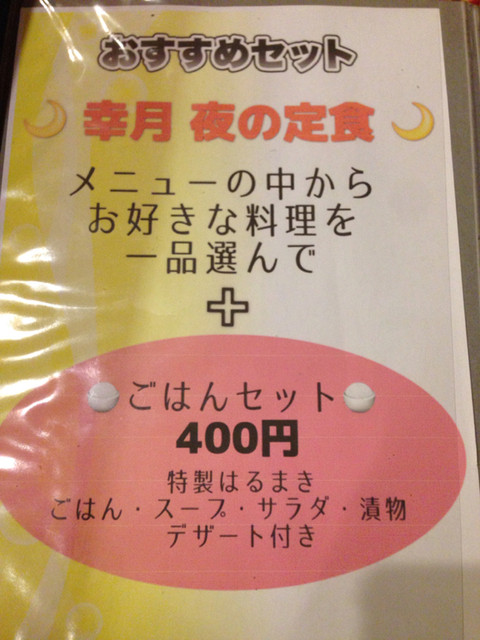 おすすめセット
幸月 夜の定食
メニューの中から
お好きな料理を
一品選んで
+
ごはんセット
400円
特製はるまき
ごはん・スープ・サラダ・漬物
デザート付き